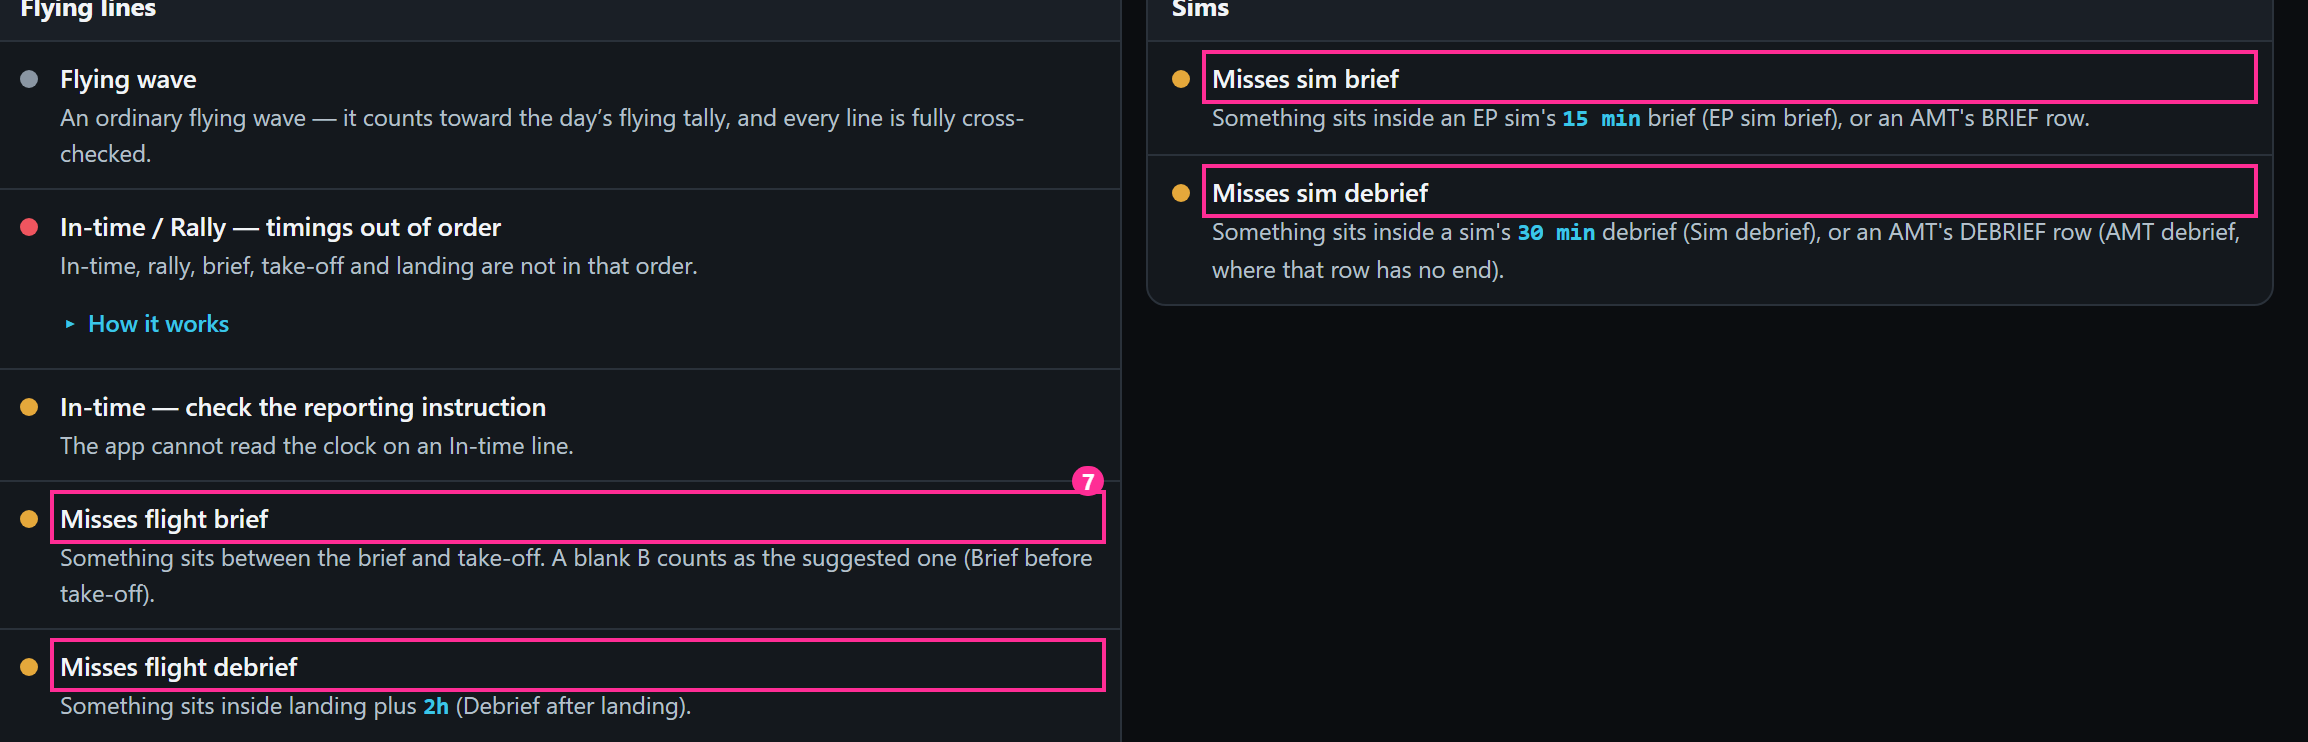 Flying lines
Flying wave
An ordinary flying wave — it counts toward the day’s flying tally, and every line is fully cross-
checked.
In-time / Rally — timings out of order
In-time, rally, brief, take-off and landing are not in that order.
▸ How it works
In-time — check the reporting instruction
The app cannot read the clock on an In-time line.
7
Misses flight brief
Something sits between the brief and take-off. A blank B counts as the suggested one (Brief before
take-off).
Misses flight debrief
Something sits inside landing plus 2h (Debrief after landing).
Sims
Misses sim brief
Something sits inside an EP sim's 15 min brief (EP sim brief), or an AMT's BRIEF row.
Misses sim debrief
Something sits inside a sim's 30 min debrief (Sim debrief), or an AMT's DEBRIEF row (AMT debrief,
where that row has no end).